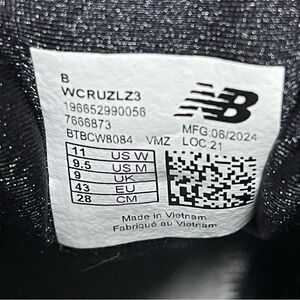 B
WCRUZLZ3
196652990056
7666873
BTBCW8084 VMZ
NB
MFG:06/2024
LOC:21
11 US W
9.5 US M
9 UK
43 EU
28 CM
Made in Vietnam
Fabriqué au Vietnam